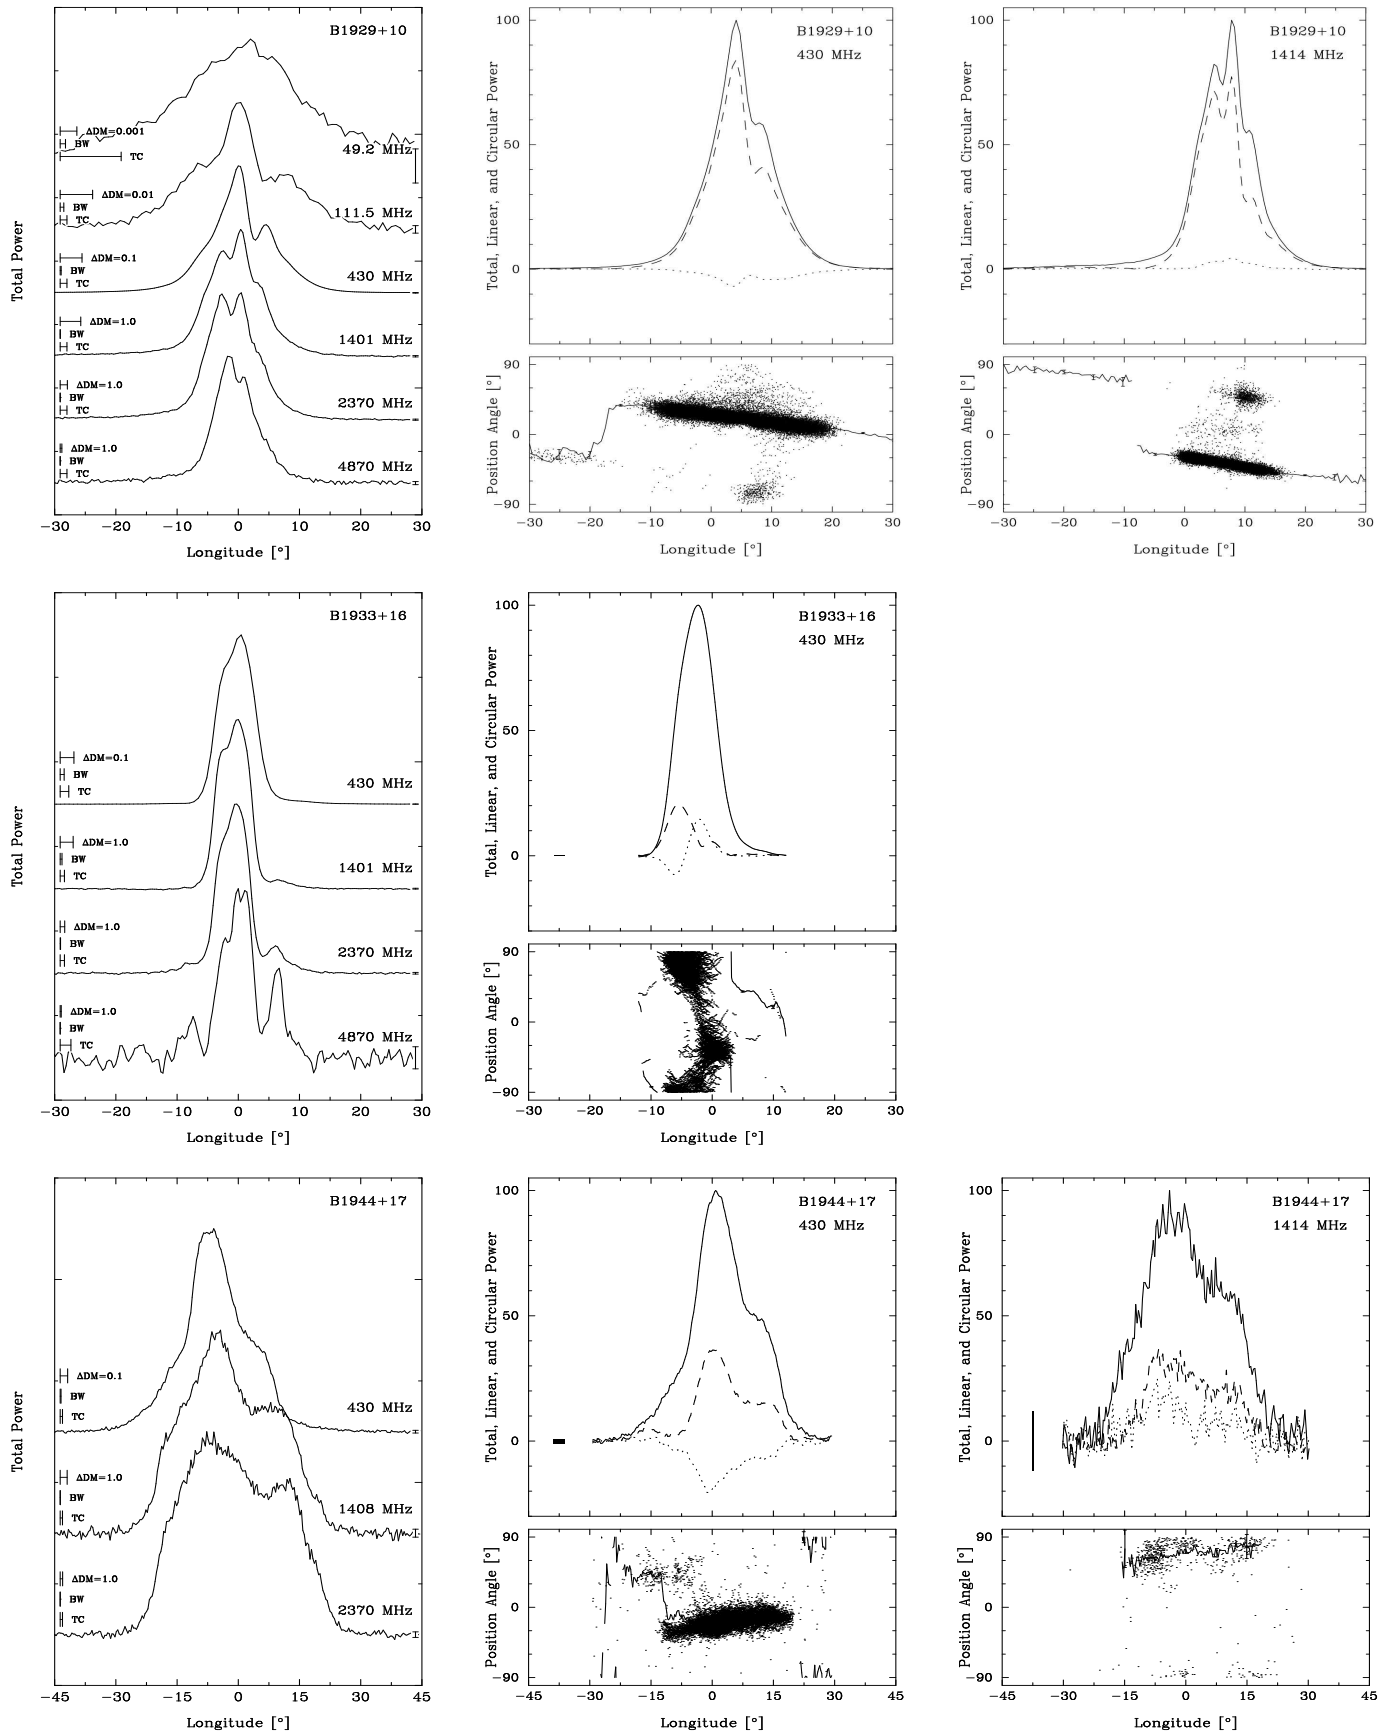 B1929+10
ΔDM=0.001
BW
TC
49.2 MHz
ΔDM=0.01
BW
TC
111.5 MHz
ΔDM=0.1
BW
TC
430 MHz
ΔDM=1.0
BW
TC
1401 MHz
ΔDM=1.0
BW
TC
2370 MHz
ΔDM=1.0
BW
TC
4870 MHz
Total Power
−30 −20 −10 0 10 20 30
Longitude [°]
B1929+10
430 MHz
Total, Linear, and Circular Power
100
50
0
Position Angle [°]
90
0
−90
−30 −20 −10 0 10 20 30
Longitude [°]
B1929+10
1414 MHz
Total, Linear, and Circular Power
100
50
0
Position Angle [°]
90
0
−90
−30 −20 −10 0 10 20 30
Longitude [°]
B1933+16
ΔDM=0.1
BW
TC
430 MHz
ΔDM=1.0
BW
TC
1401 MHz
ΔDM=1.0
BW
TC
2370 MHz
ΔDM=1.0
BW
TC
4870 MHz
Total Power
−30 −20 −10 0 10 20 30
Longitude [°]
B1933+16
430 MHz
Total, Linear, and Circular Power
100
50
0
Position Angle [°]
90
0
−90
−30 −20 −10 0 10 20 30
Longitude [°]
B1944+17
ΔDM=0.1
BW
TC
430 MHz
ΔDM=1.0
BW
TC
1408 MHz
ΔDM=1.0
BW
TC
2370 MHz
Total Power
−45 −30 −15 0 15 30 45
Longitude [°]
B1944+17
430 MHz
Total, Linear, and Circular Power
100
50
0
Position Angle [°]
90
0
−90
−45 −30 −15 0 15 30 45
Longitude [°]
B1944+17
1414 MHz
Total, Linear, and Circular Power
100
50
0
Position Angle [°]
90
0
−90
−45 −30 −15 0 15 30 45
Longitude [°]